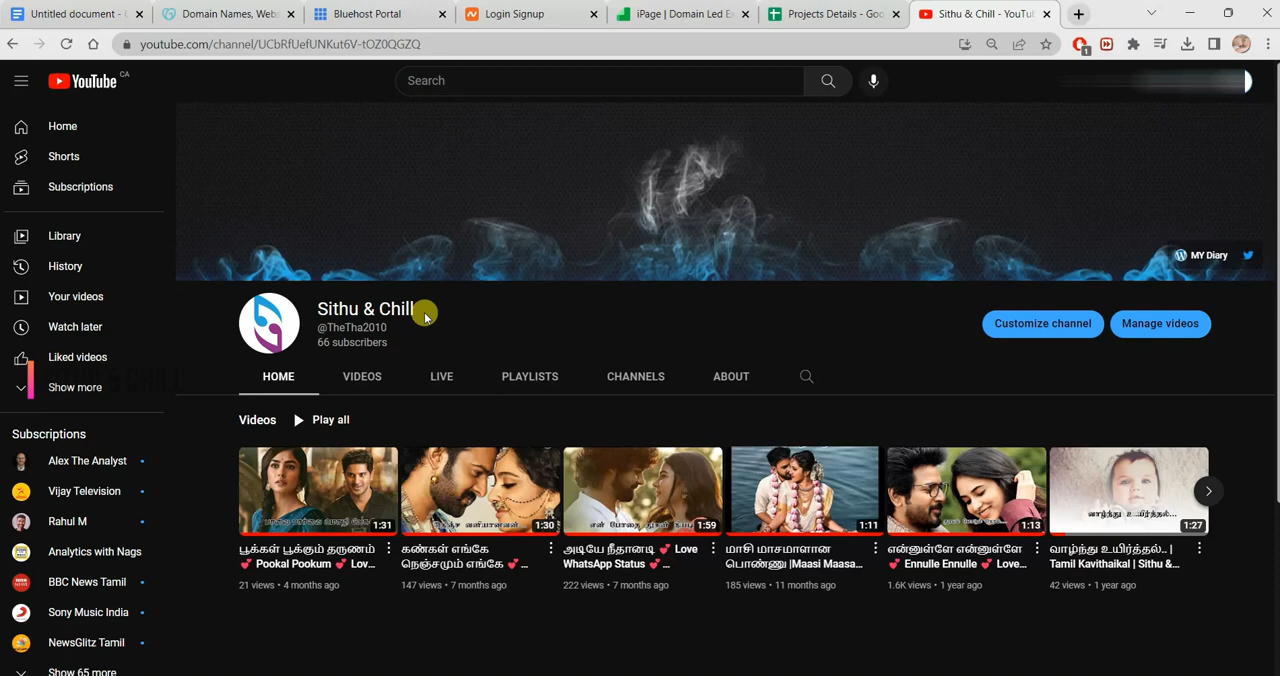 Untitled document -
Domain Names, Webs
Bluehost Portal
Login Signup
iPage | Domain Led E
Projects Details - Goo
Sithu & Chill - YouTu
youtube.com/channel/UCbRfUefUNKut6V-tOZ0QGZQ
1
YouTube CA
Search
Home
Shorts
Subscriptions
Library
History
Your videos
Watch later
Liked videos
Show more
Subscriptions
Alex The Analyst
Vijay Television
Rahul M
Analytics with Nags
BBC News Tamil
Sony Music India
NewsGlitz Tamil
Show 65 more
MY Diary
Sithu & Chill
@TheTha2010
66 subscribers
Customize channel
Manage videos
HOME VIDEOS LIVE PLAYLISTS CHANNELS ABOUT
Videos Play all
1:31
பூக்கள் பூக்கும் தருணம்
💕 Pookal Pookum 💕 Lov...
21 views • 4 months ago
1:30
கண்கள் எங்கே
நெஞ்சமும் எங்கே 💕...
147 views • 7 months ago
என் போதை
1:59
அடியே நீதானடி 💕 Love
WhatsApp Status 💕...
222 views • 7 months ago
1:11
மாசி மாசமாளான
பொண்ணு |Maasi Maasa...
185 views • 11 months ago
1:13
என்னுள்ளே என்னுள்ளே
💕 Ennulle Ennulle 💕 Love...
1.6K views • 1 year ago
வாழ்ந்து உயிர்த்தல்...
1:27
வாழ்ந்து உயிர்த்தல்.. |
Tamil Kavithaikal | Sithu &...
42 views • 1 year ago